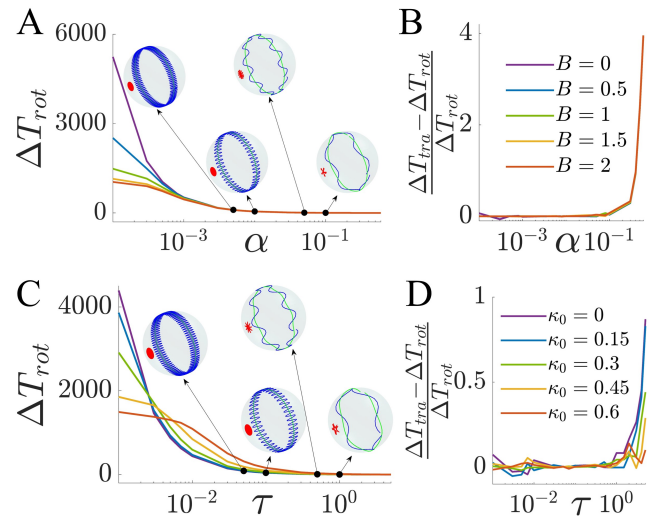 A
6000
3000
0
ΔT_rot
10^-3
α
10^-1
B
4
2
0
(ΔT_tra − ΔT_rot) / ΔT_rot
B = 0
B = 0.5
B = 1
B = 1.5
B = 2
10^-3
α
10^-1
C
4000
2000
0
ΔT_rot
10^-2
τ
10^0
D
1
0.5
0
(ΔT_tra − ΔT_rot) / ΔT_rot
κ_0 = 0
κ_0 = 0.15
κ_0 = 0.3
κ_0 = 0.45
κ_0 = 0.6
10^-2
τ
10^0